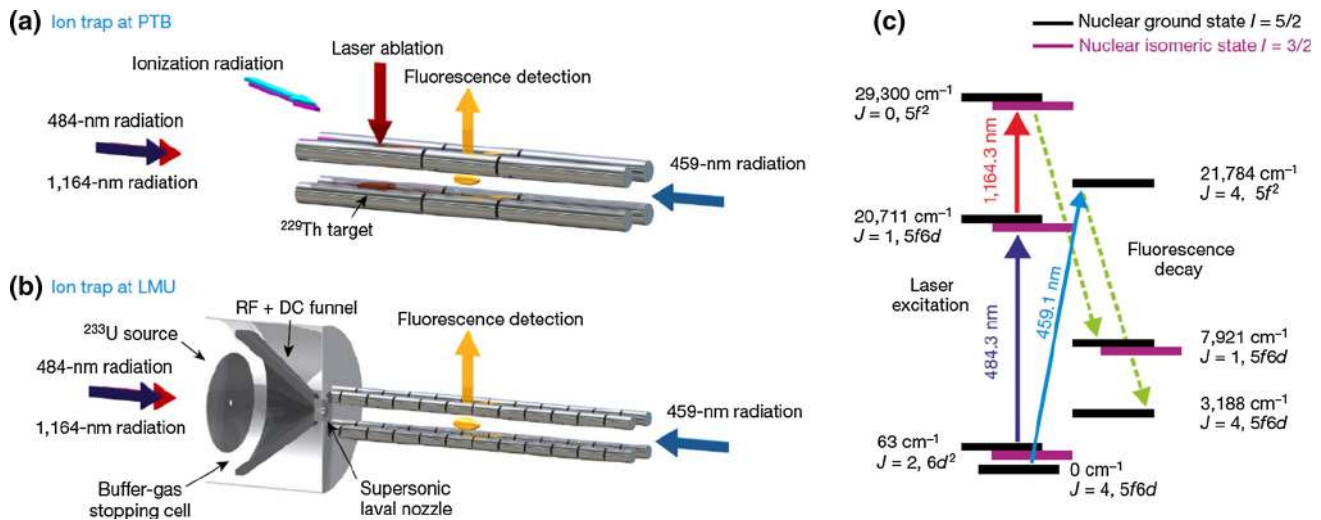 (a) Ion trap at PTB
Laser ablation
Ionization radiation
Fluorescence detection
484-nm radiation
1,164-nm radiation
459-nm radiation
²²⁹Th target
(b) Ion trap at LMU
RF + DC funnel
²³³U source
Fluorescence detection
484-nm radiation
1,164-nm radiation
459-nm radiation
Buffer-gas
stopping cell
Supersonic
laval nozzle
(c)
Nuclear ground state I = 5/2
Nuclear isomeric state I = 3/2
29,300 cm⁻¹
J = 0, 5f²
1,164.3 nm
21,784 cm⁻¹
J = 4, 5f²
20,711 cm⁻¹
J = 1, 5f6d
Fluorescence
decay
Laser
excitation
484.3 nm
459.1 nm
7,921 cm⁻¹
J = 1, 5f6d
3,188 cm⁻¹
J = 4, 5f6d
63 cm⁻¹
J = 2, 6d²
0 cm⁻¹
J = 4, 5f6d